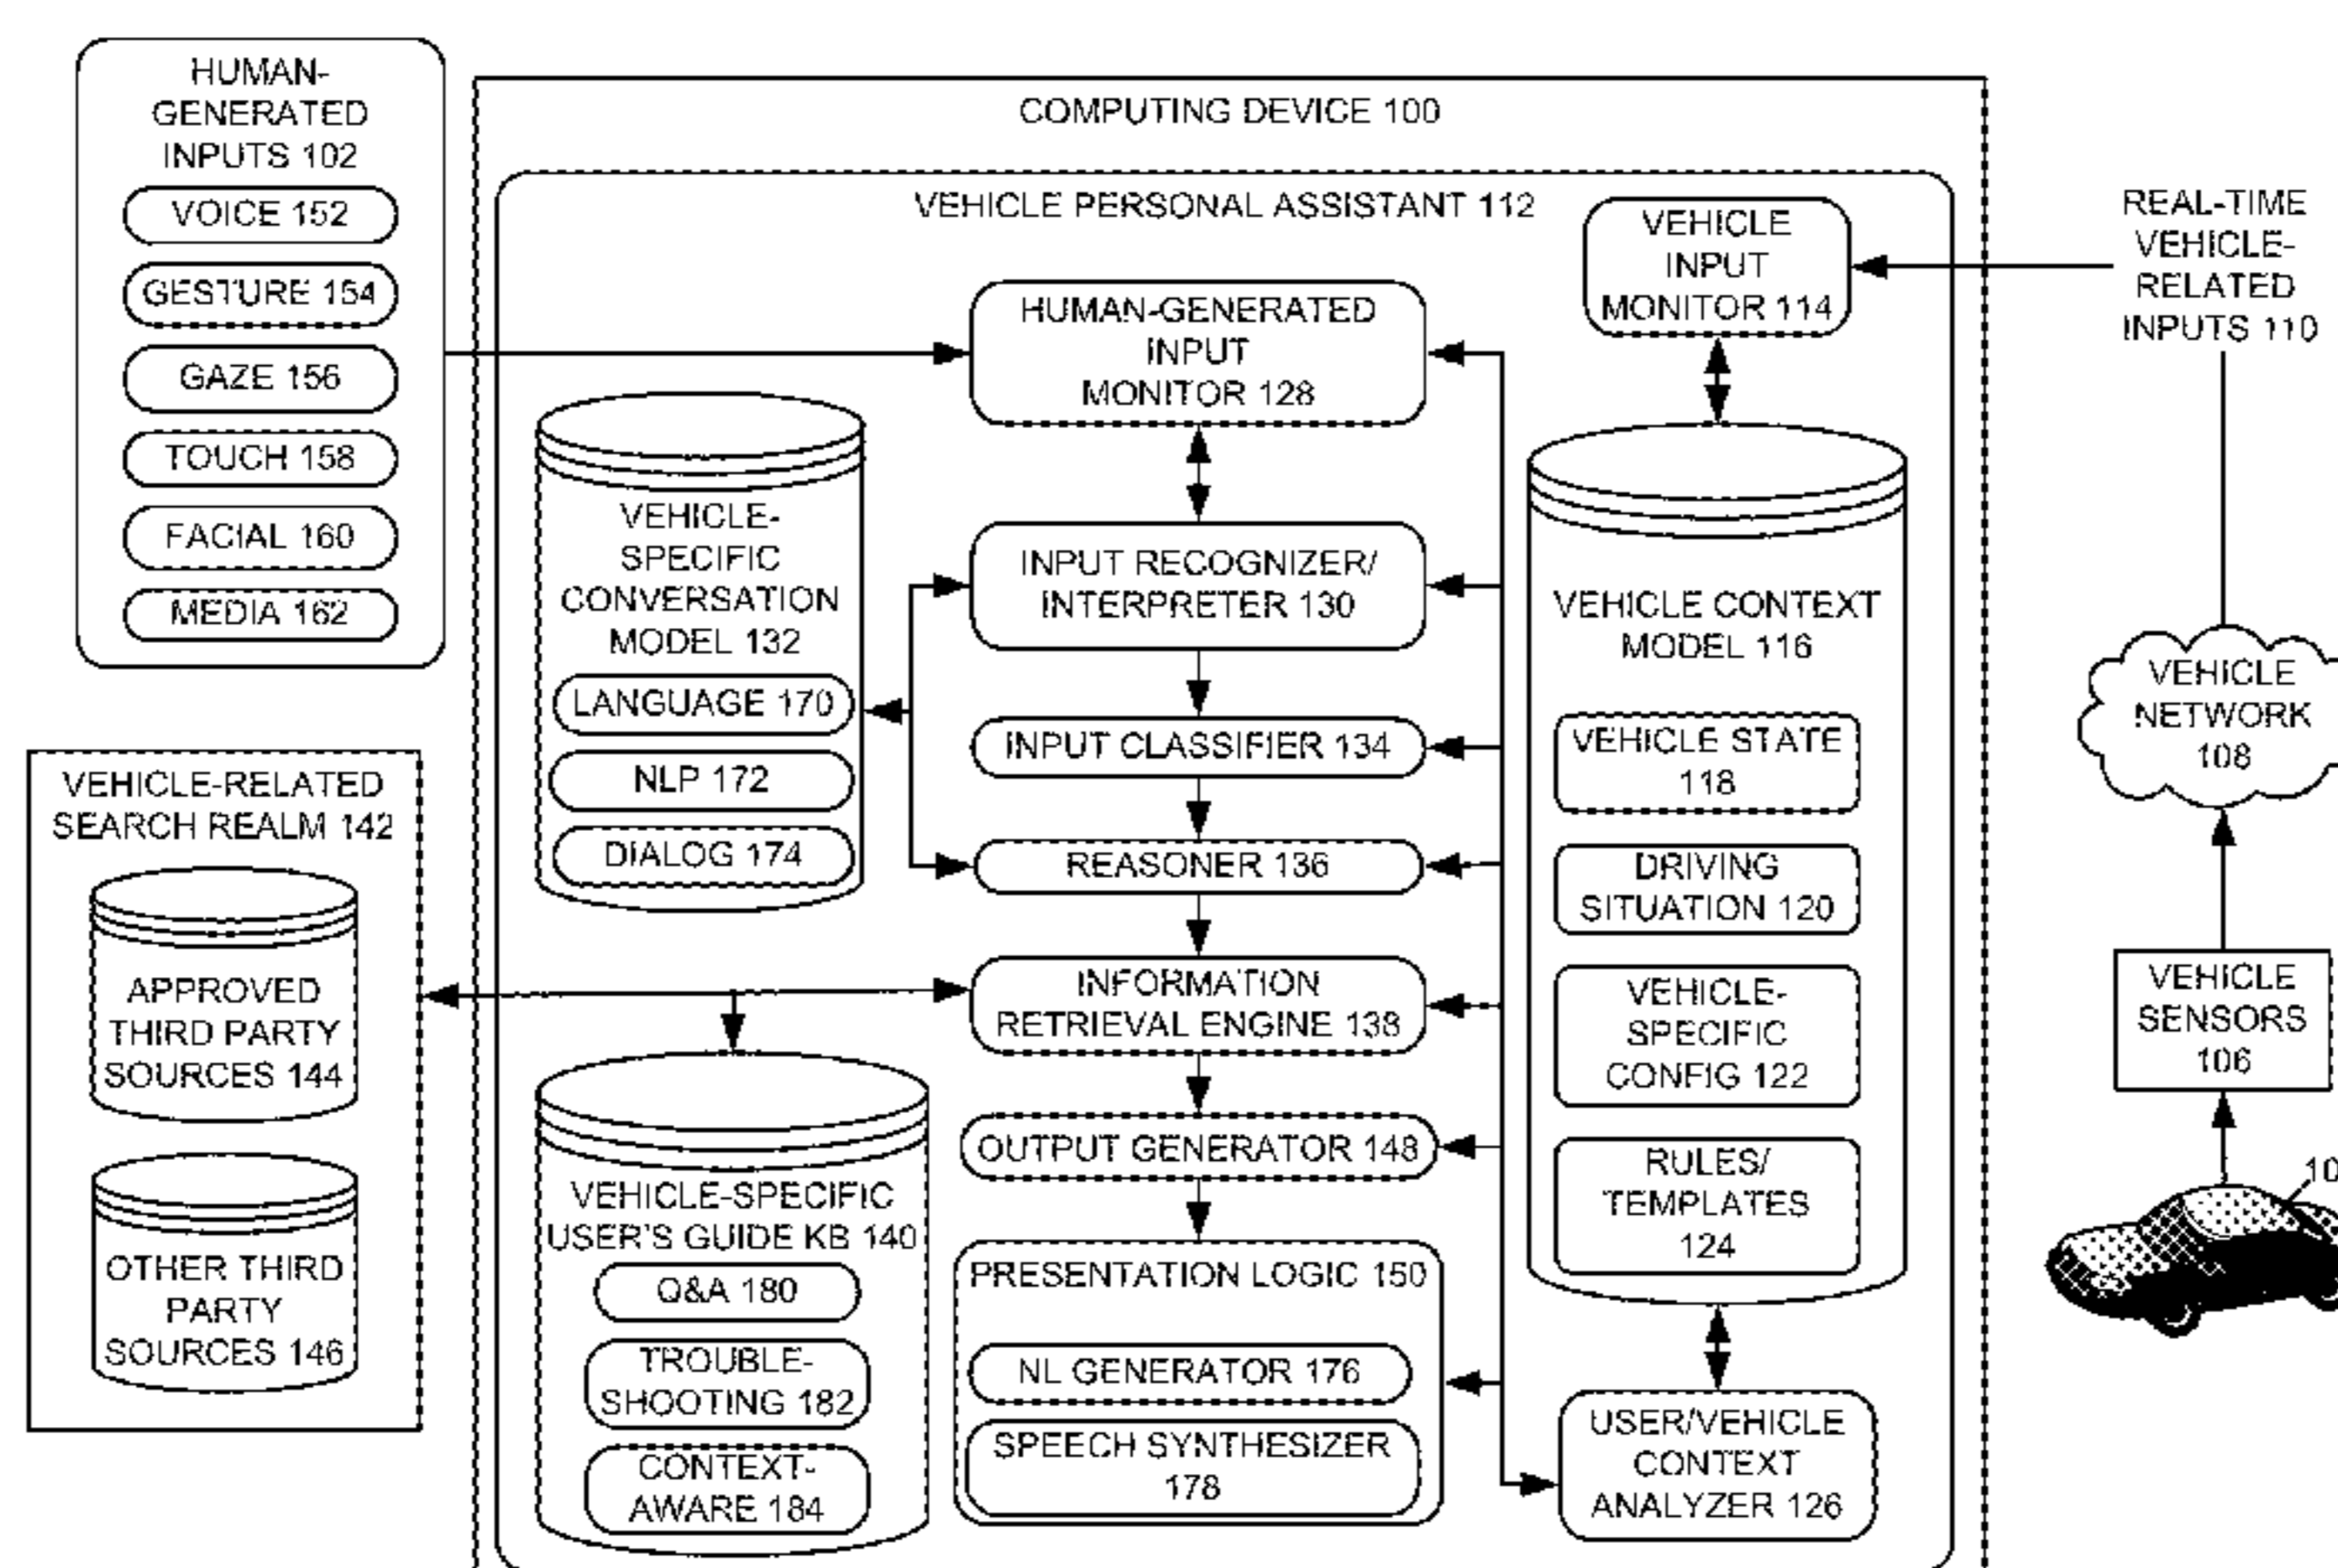 HUMAN-
GENERATED
INPUTS 102
VOICE 152
GESTURE 154
GAZE 156
TOUCH 158
FACIAL 160
MEDIA 162
VEHICLE-RELATED
SEARCH REALM 142
APPROVED
THIRD PARTY
SOURCES 144
OTHER THIRD
PARTY
SOURCES 146
COMPUTING DEVICE 100
VEHICLE PERSONAL ASSISTANT 112
VEHICLE-
SPECIFIC
CONVERSATION
MODEL 132
LANGUAGE 170
NLP 172
DIALOG 174
VEHICLE-SPECIFIC
USER'S GUIDE KB 140
Q&A 180
TROUBLE-
SHOOTING 182
CONTEXT-
AWARE 184
HUMAN-GENERATED
INPUT
MONITOR 128
INPUT RECOGNIZER/
INTERPRETER 130
INPUT CLASSIFIER 134
REASONER 136
INFORMATION
RETRIEVAL ENGINE 138
OUTPUT GENERATOR 148
PRESENTATION LOGIC 150
NL GENERATOR 176
SPEECH SYNTHESIZER
178
VEHICLE
INPUT
MONITOR 114
VEHICLE CONTEXT
MODEL 116
VEHICLE STATE
118
DRIVING
SITUATION 120
VEHICLE-
SPECIFIC
CONFIG 122
RULES/
TEMPLATES
124
USER/VEHICLE
CONTEXT
ANALYZER 126
REAL-TIME
VEHICLE-
RELATED
INPUTS 110
VEHICLE
NETWORK
108
VEHICLE
SENSORS
106